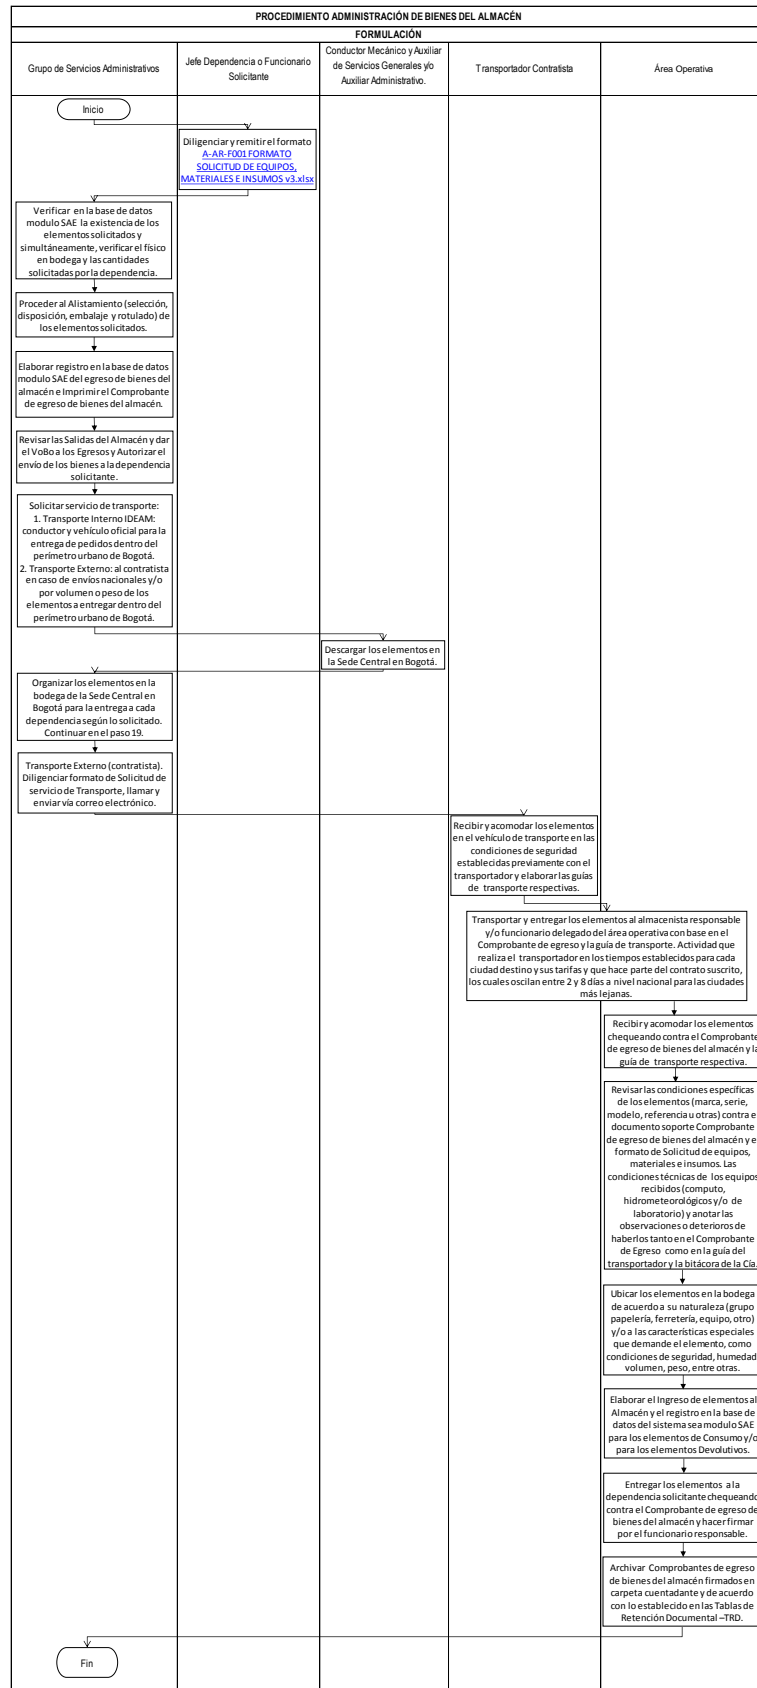 PROCEDIMIENTO ADMINISTRACIÓN DE BIENES DEL ALMACÉN
FORMULACIÓN
Grupo de Servicios Administrativos
Jefe Dependencia o Funcionario
Solicitante
Conductor Mecánico y Auxiliar
de Servicios Generales y/o
Auxiliar Administrativo.
Transportador Contratista
Área Operativa
Inicio
Diligenciar y remitir el formato
A-AR-F001 FORMATO
SOLICITUD DE EQUIPOS,
MATERIALES E INSUMOS v3.xlsx
Verificar en la base de datos
modulo SAE la existencia de los
elementos solicitados y
simultáneamente, verificar el físico
en bodega y las cantidades
solicitadas por la dependencia.
Proceder al Alistamiento (selección,
disposición, embalaje y rotulado) de
los elementos solicitados.
Elaborar registro en la base de datos
modulo SAE del egreso de bienes del
almacén e Imprimir el Comprobante
de egreso de bienes del almacén.
Revisar las Salidas del Almacén y dar
el VoBo a los Egresos y Autorizar el
envío de los bienes a la dependencia
solicitante.
Solicitar servicio de transporte:
1. Transporte Interno IDEAM:
conductor y vehículo oficial para la
entrega de pedidos dentro del
perímetro urbano de Bogotá.
2. Transporte Externo: al contratista
en caso de envíos nacionales y/o
por volumen o peso de los
elementos a entregar dentro del
perímetro urbano de Bogotá.
Descargar los elementos en
la Sede Central en Bogotá.
Organizar los elementos en la
bodega de la Sede Central en
Bogotá para la entrega a cada
dependencia según lo solicitado.
Continuar en el paso 19.
Transporte Externo (contratista).
Diligenciar formato de Solicitud de
servicio de Transporte, llamar y
enviar vía correo electrónico.
Recibir y acomodar los elementos
en el vehículo de transporte en las
condiciones de seguridad
establecidas previamente con el
transportador y elaborar las guías
de transporte respectivas.
Transportar y entregar los elementos al almacenista responsable
y/o funcionario delegado del área operativa con base en el
Comprobante de egreso y la guía de transporte. Actividad que
realiza el transportador en los tiempos establecidos para cada
ciudad destino y sus tarifas y que hace parte del contrato suscrito,
los cuales oscilan entre 2 y 8 días a nivel nacional para las ciudades
más lejanas.
Recibir y acomodar los elementos
chequeando contra el Comprobante
de egreso de bienes del almacén y la
guía de transporte respectiva.
Revisar las condiciones específicas
de los elementos (marca, serie,
modelo, referencia u otras) contra e
documento soporte Comprobante
de egreso de bienes del almacén y e
formato de Solicitud de equipos,
materiales e insumos. Las
condiciones técnicas de los equipos
recibidos (computo,
hidrometeorológicos y/o de
laboratorio) y anotar las
observaciones o deterioros de
haberlos tanto en el Comprobante
de Egreso como en la guía del
transportador y la bitácora de la Cía.
Ubicar los elementos en la bodega
de acuerdo a su naturaleza (grupo
papelería, ferretería, equipo, otro)
y/o a las características especiales
que demande el elemento, como
condiciones de seguridad, humedad
volumen, peso, entre otras.
Elaborar el Ingreso de elementos al
Almacén y el registro en la base de
datos del sistema sea modulo SAE
para los elementos de Consumo y/o
para los elementos Devolutivos.
Entregar los elementos a la
dependencia solicitante chequeando
contra el Comprobante de egreso de
bienes del almacén y hacer firmar
por el funcionario responsable.
Archivar Comprobantes de egreso
de bienes del almacén firmados en
carpeta cuentadante y de acuerdo
con lo establecido en las Tablas de
Retención Documental –TRD.
Fin